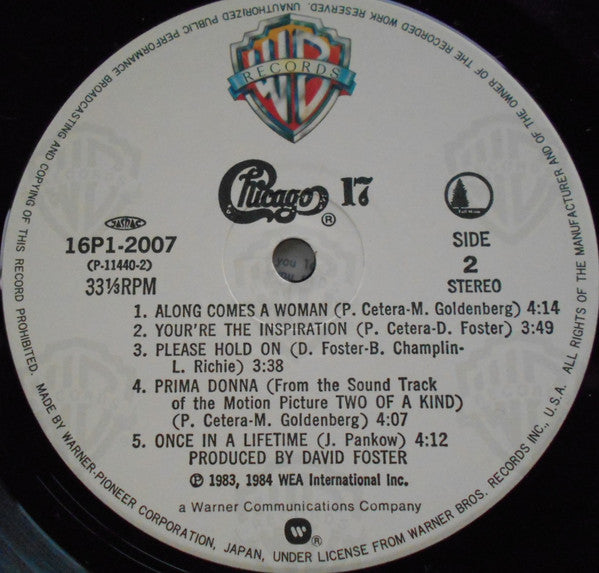 UNAUTHORIZED PUBLIC PERFORMANCE BROADCASTING AND COPYING OF THIS RECORD PROHIBITED. MADE BY WARNER-PIONEER CORPORATION, JAPAN, UNDER LICENSE FROM WARNER BROS. RECORDS INC., U.S.A. ALL RIGHTS OF THE MANUFACTURER AND OF THE OWNER OF THE RECORDED WORK RESERVED.
WB
RECORDS
Chicago 17
®
JASRAC
16P1-2007
(P-11440-2)
33⅓RPM
Full Moon
SIDE
2
STEREO
you
1. ALONG COMES A WOMAN (P. Cetera-M. Goldenberg) 4:14
2. YOUR'RE THE INSPIRATION (P. Cetera-D. Foster) 3:49
3. PLEASE HOLD ON (D. Foster-B. Champlin-
L. Richie) 3:38
4. PRIMA DONNA (From the Sound Track
of the Motion Picture TWO OF A KIND)
(P. Cetera-M. Goldenberg) 4:07
5. ONCE IN A LIFETIME (J. Pankow) 4:12
PRODUCED BY DAVID FOSTER
℗ 1983, 1984 WEA International Inc.
a Warner Communications Company
®